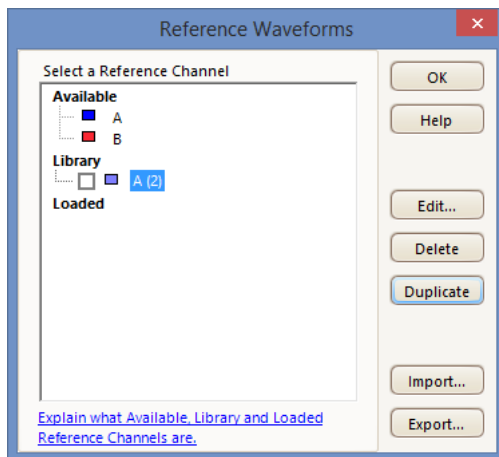 Reference Waveforms
Select a Reference Channel
Available
A
B
Library
A (2)
Loaded
Explain what Available, Library and Loaded
Reference Channels are.
OK
Help
Edit...
Delete
Duplicate
Import...
Export...